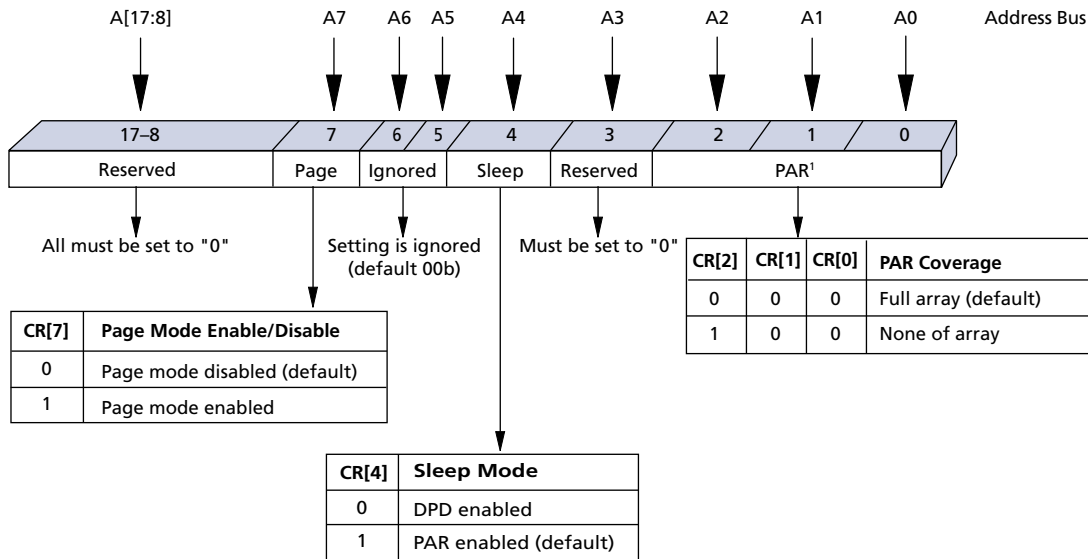 A[17:8] A7 A6 A5 A4 A3 A2 A1 A0 Address Bus
17–8 7 6 5 4 3 2 1 0
Reserved Page Ignored Sleep Reserved PAR¹
All must be set to "0"
Setting is ignored
(default 00b)
Must be set to "0"
CR[2] CR[1] CR[0] PAR Coverage
0 0 0 Full array (default)
1 0 0 None of array
CR[7] Page Mode Enable/Disable
0 Page mode disabled (default)
1 Page mode enabled
CR[4] Sleep Mode
0 DPD enabled
1 PAR enabled (default)